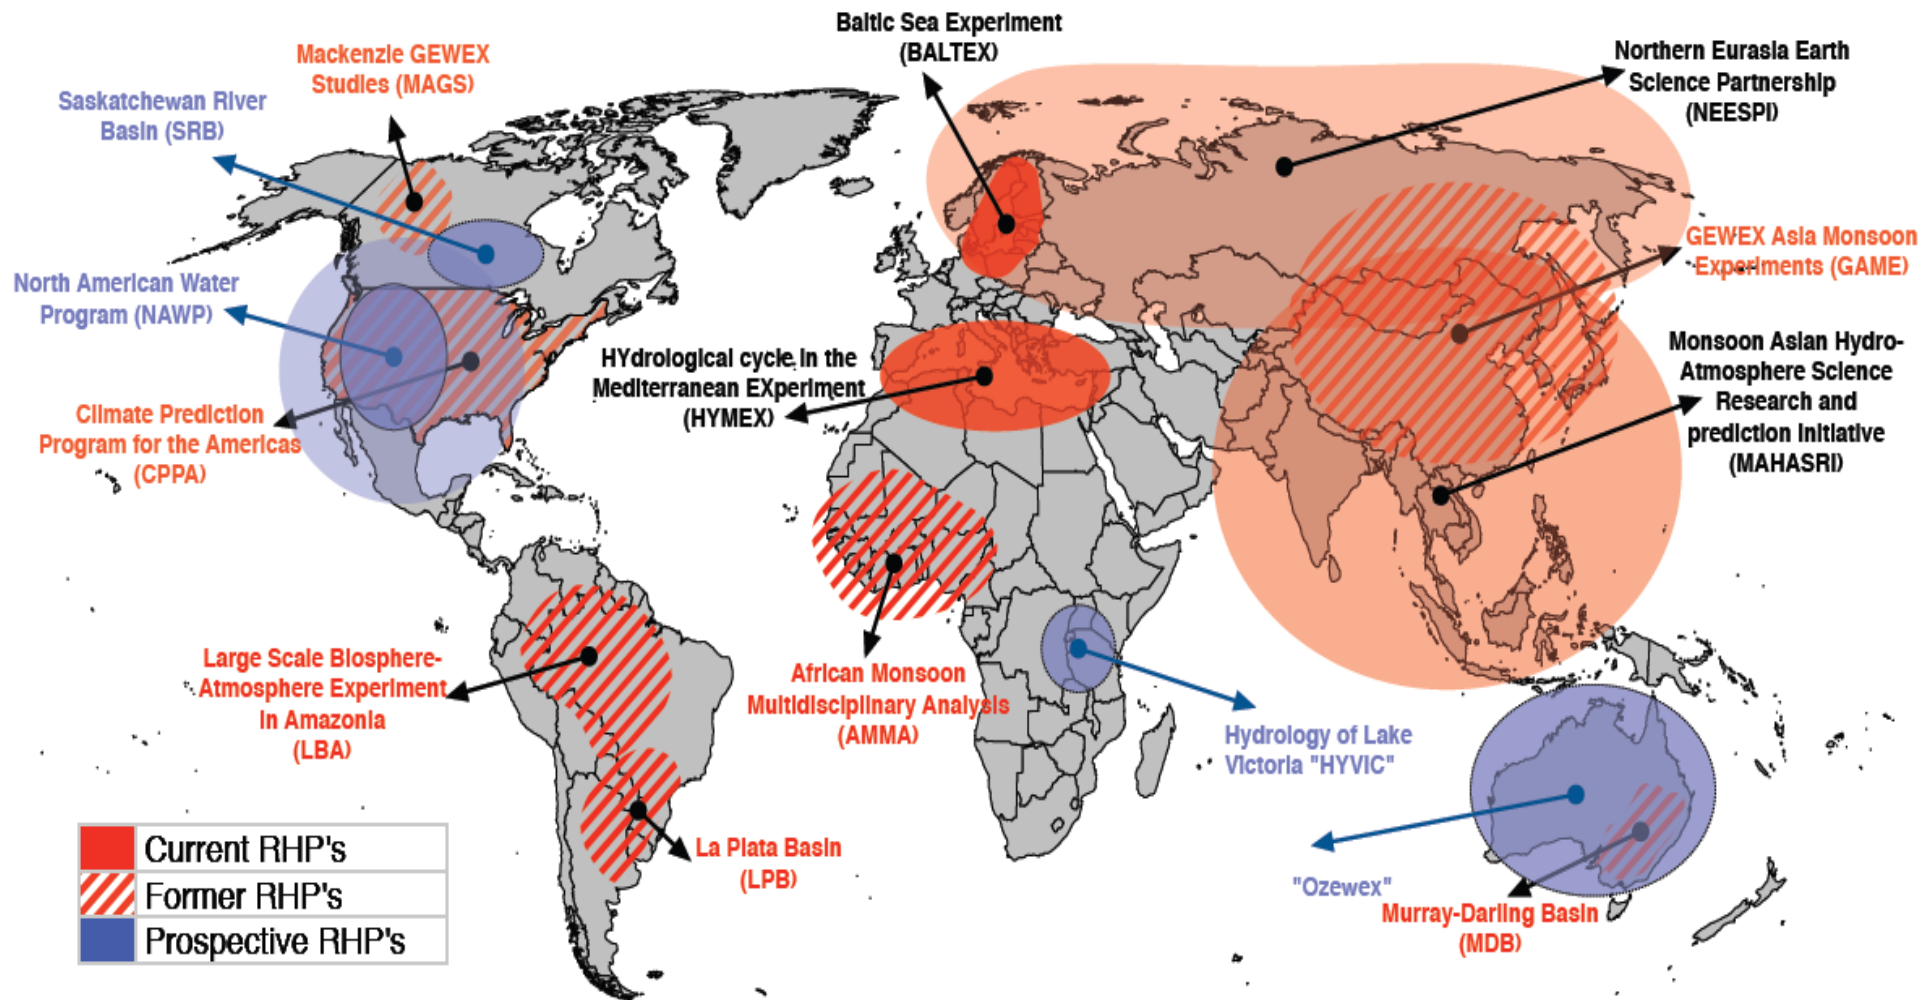 Baltic Sea Experiment
(BALTEX)
Northern Eurasia Earth
Science Partnership
(NEESPI)
Mackenzle GEWEX
Studies (MAGS)
Saskatchewan River
Basin (SRB)
North American Water
Program (NAWP)
Climate Prediction
Program for the Americas
(CPPA)
HYdrological cycle in the
Mediterranean EXperiment
(HYMEX)
GEWEX Asia Monsoon
Experiments (GAME)
Monsoon Asian Hydro-
Atmosphere Science
Research and
prediction Initiative
(MAHASRI)
Large Scale Biosphere-
Atmosphere Experiment
in Amazonia
(LBA)
African Monsoon
Multidisciplinary Analysis
(AMMA)
Hydrology of Lake
Victoria "HYVIC"
La Plata Basin
(LPB)
"Ozewex"
Murray-Darling Basin
(MDB)
Current RHP's
Former RHP's
Prospective RHP's